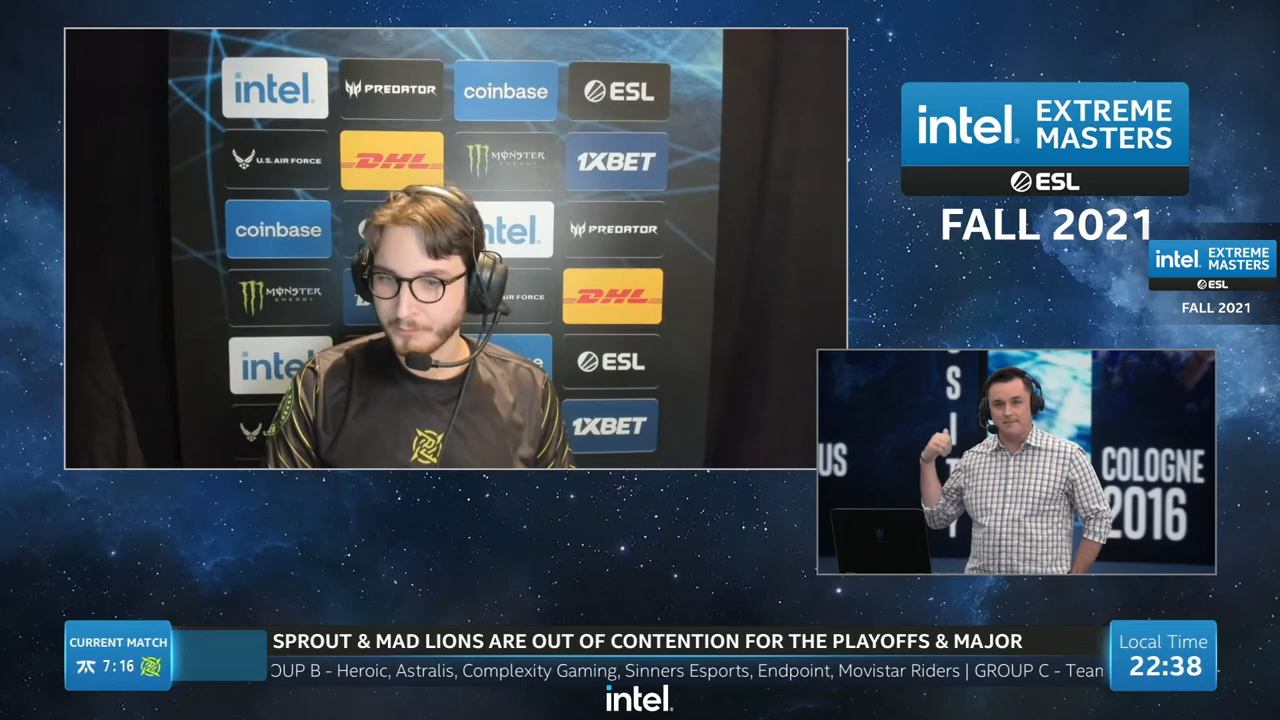 intel.
PREDATOR
coinbase
ESL
U.S. AIR FORCE
DHL
MONSTER
ENERGY
1XBET
coinbase
intel.
PREDATOR
MONSTER
ENERGY
AIR FORCE
DHL
inte
e
ESL
U.
1XBET
intel. EXTREME
MASTERS
ESL
FALL 2021
intel. EXTREME
MASTERS
ESL
FALL 2021
US
S
I
T
COLOGNE
2016
CURRENT MATCH
7:16
SPROUT & MAD LIONS ARE OUT OF CONTENTION FOR THE PLAYOFFS & MAJOR
OUP B - Heroic, Astralis, Complexity Gaming, Sinners Esports, Endpoint, Movistar Riders | GROUP C - Team
Local Time
22:38
intel.